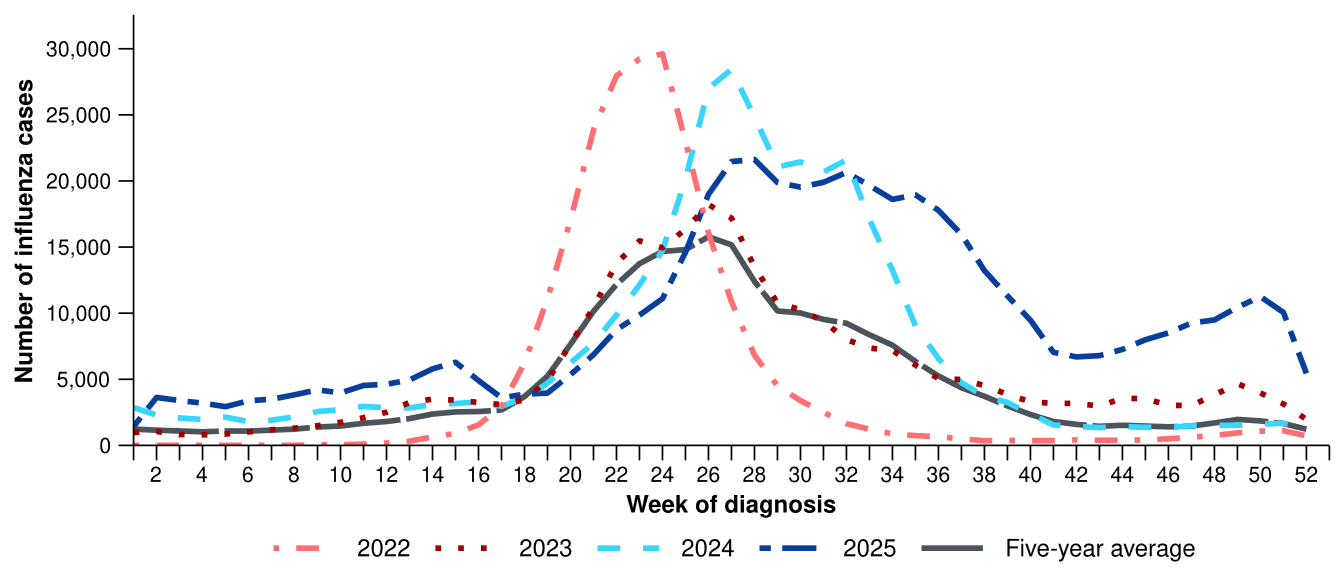 Number of influenza cases
30,000
25,000
20,000
15,000
10,000
5,000
0
2 4 6 8 10 12 14 16 18 20 22 24 26 28 30 32 34 36 38 40 42 44 46 48 50 52
Week of diagnosis
2022 2023 2024 2025 Five-year average